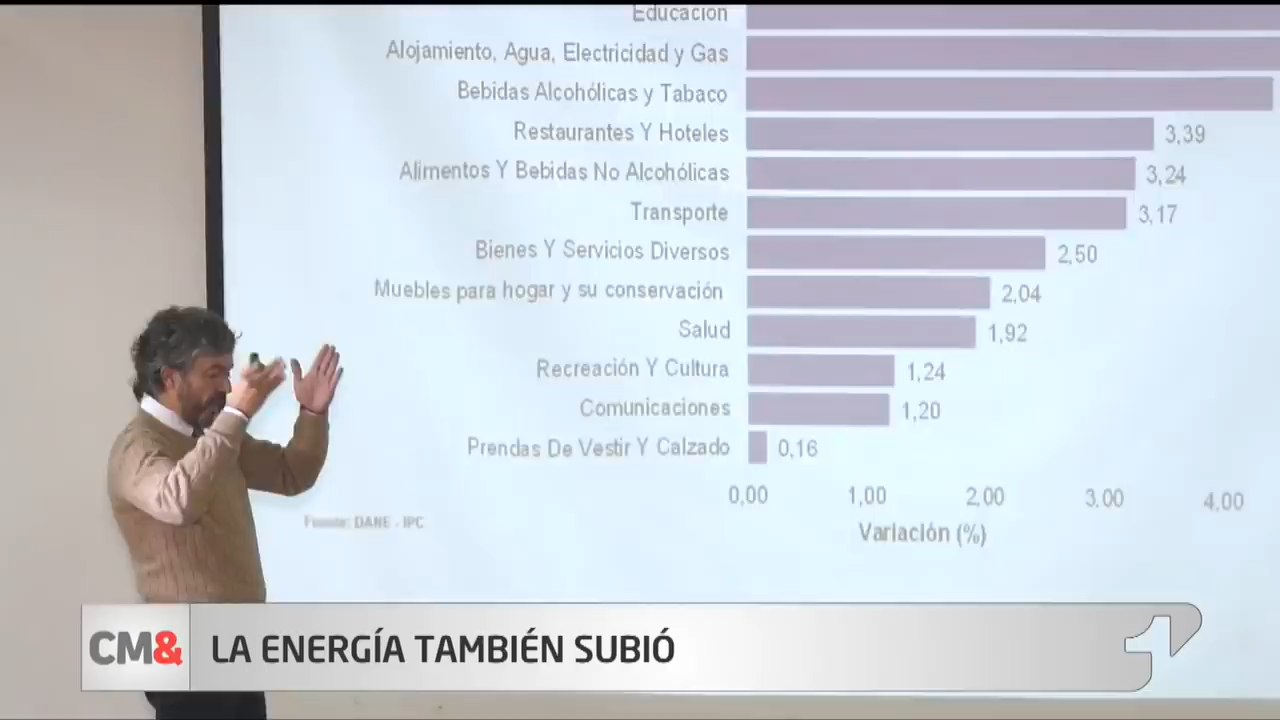 Educación
Alojamiento, Agua, Electricidad y Gas
Bebidas Alcohólicas y Tabaco
Restaurantes Y Hoteles 3,39
Alimentos Y Bebidas No Alcohólicas 3,24
Transporte 3,17
Bienes Y Servicios Diversos 2,50
Muebles para hogar y su conservación 2,04
Salud 1,92
Recreación Y Cultura 1,24
Comunicaciones 1,20
Prendas De Vestir Y Calzado 0,16
0,00 1,00 2,00 3,00 4,00
Variación (%)
Fuente: DANE - IPC
CM& LA ENERGÍA TAMBIÉN SUBIÓ 1